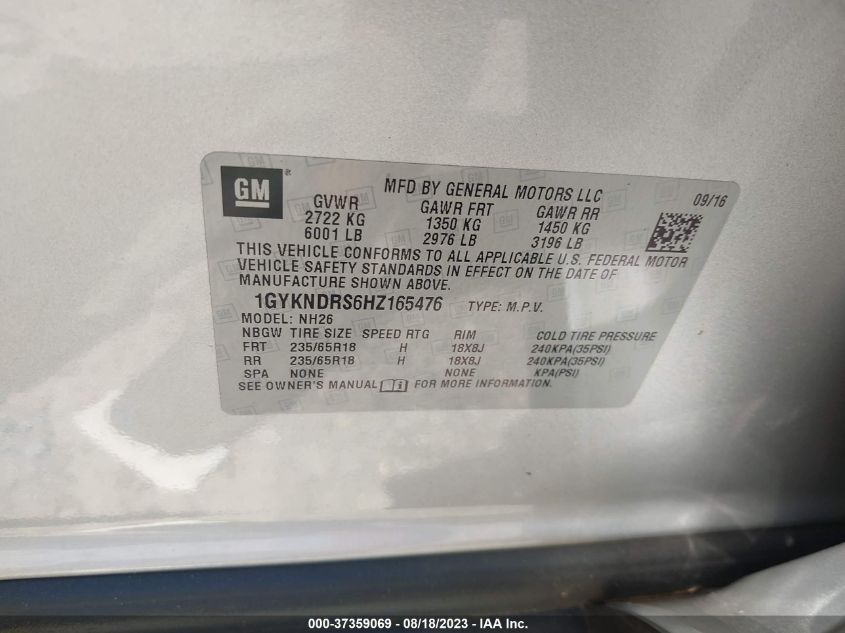 GM ®
MFD BY GENERAL MOTORS LLC 09/16
GVWR GAWR FRT GAWR RR
2722 KG 1350 KG 1450 KG
6001 LB 2976 LB 3196 LB
THIS VEHICLE CONFORMS TO ALL APPLICABLE U.S. FEDERAL MOTOR
VEHICLE SAFETY STANDARDS IN EFFECT ON THE DATE OF
MANUFACTURE SHOWN ABOVE.
1GYKNDRS6HZ165476 TYPE: M.P.V.
MODEL: NH26
NBGW TIRE SIZE SPEED RTG RIM COLD TIRE PRESSURE
FRT 235/65R18 H 18X8J 240KPA(35PSI)
RR 235/65R18 H 18X8J 240KPA(35PSI)
SPA NONE NONE KPA(PSI)
SEE OWNER'S MANUAL i FOR MORE INFORMATION.
000-37359069 - 08/18/2023 - IAA Inc.